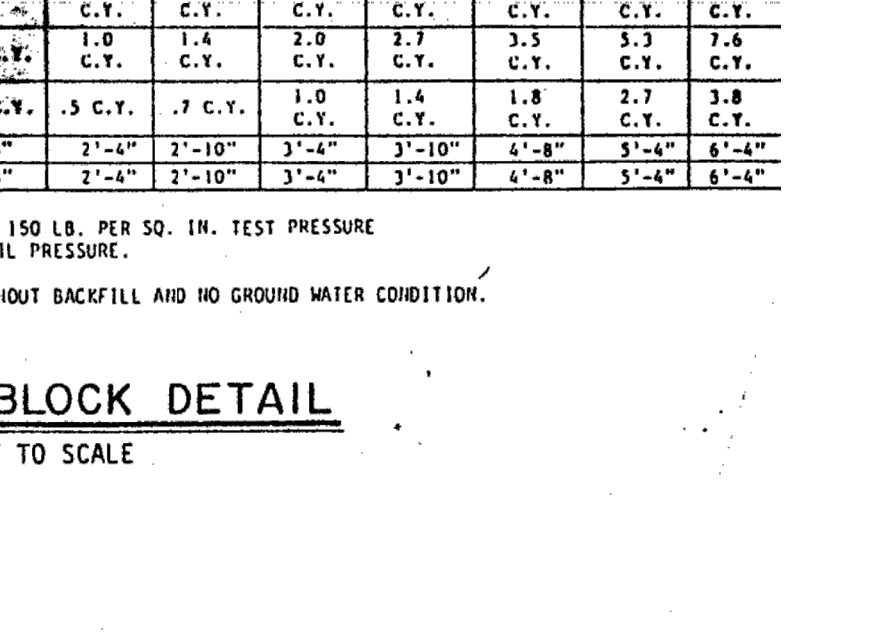 C.Y. C.Y. C.Y. C.Y. C.Y. C.Y. C.Y.
1.0 1.4 2.0 2.7 3.5 5.3 7.6
C.Y. C.Y. C.Y. C.Y. C.Y. C.Y. C.Y.
.5 C.Y. .7 C.Y. 1.0 1.4 1.8 2.7 3.8
C.Y. C.Y. C.Y. C.Y. C.Y.
" 2'-4" 2'-10" 3'-4" 3'-10" 4'-8" 5'-4" 6'-4"
" 2'-4" 2'-10" 3'-4" 3'-10" 4'-8" 5'-4" 6'-4"
150 LB. PER SQ. IN. TEST PRESSURE
IL PRESSURE.
HOUT BACKFILL AND NO GROUND WATER CONDITION.
BLOCK DETAIL
TO SCALE